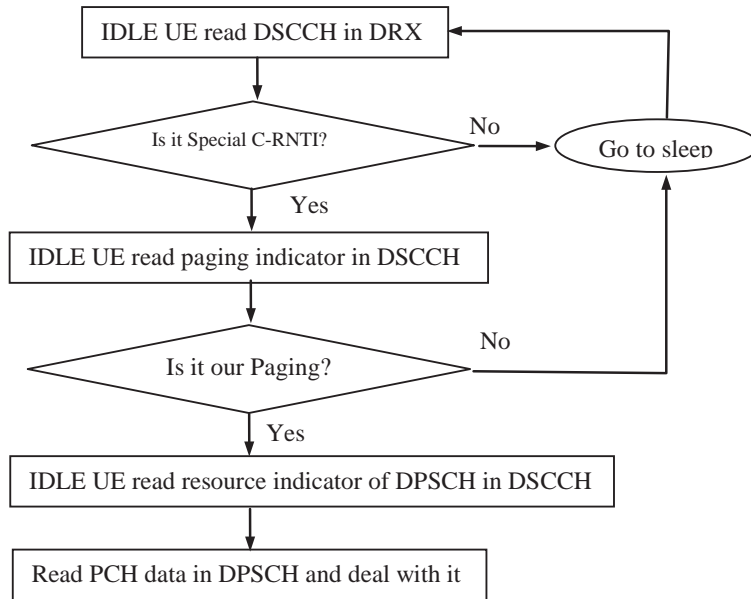 IDLE UE read DSCCH in DRX
Is it Special C-RNTI?
No
Go to sleep
Yes
IDLE UE read paging indicator in DSCCH
Is it our Paging?
No
Yes
IDLE UE read resource indicator of DPSCH in DSCCH
Read PCH data in DPSCH and deal with it